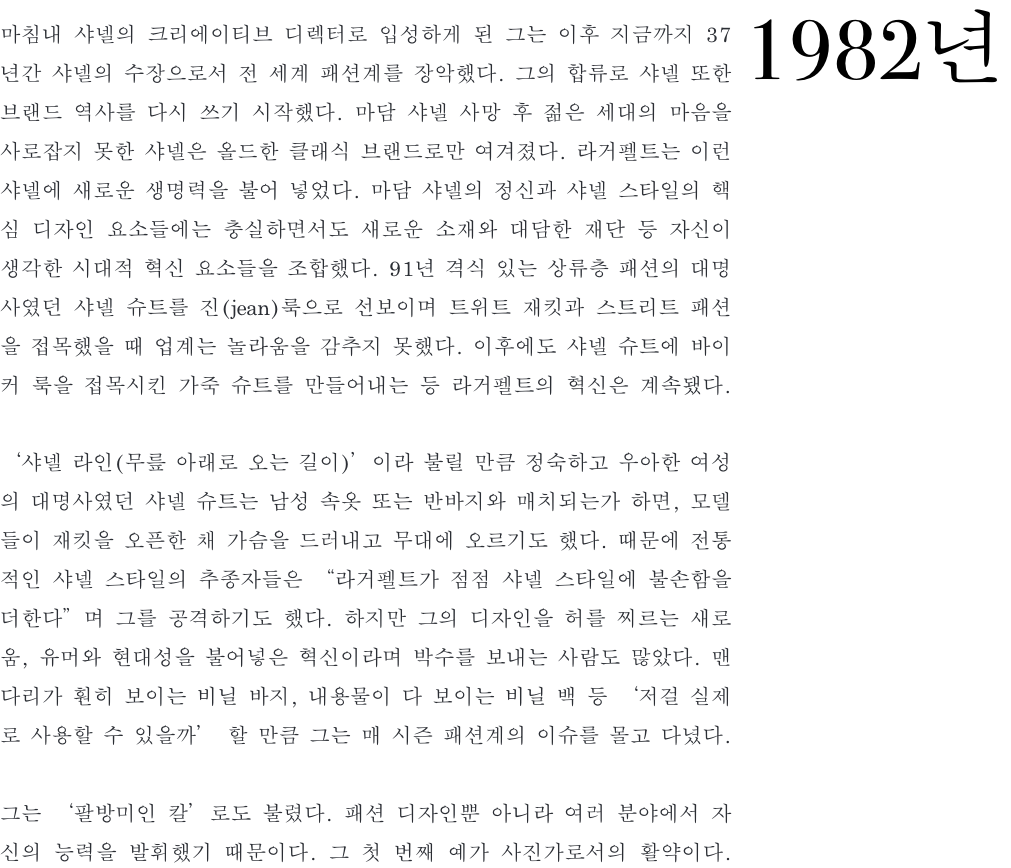 1982년
마침내 샤넬의 크리에이티브 디렉터로 입성하게 된 그는 이후 지금까지 37
년간 샤넬의 수장으로서 전 세계 패션계를 장악했다. 그의 합류로 샤넬 또한
브랜드 역사를 다시 쓰기 시작했다. 마담 샤넬 사망 후 젊은 세대의 마음을
사로잡지 못한 샤넬은 올드한 클래식 브랜드로만 여겨졌다. 라거펠트는 이런
샤넬에 새로운 생명력을 불어 넣었다. 마담 샤넬의 정신과 샤넬 스타일의 핵
심 디자인 요소들에는 충실하면서도 새로운 소재와 대담한 재단 등 자신이
생각한 시대적 혁신 요소들을 조합했다. 91년 격식 있는 상류층 패션의 대명
사였던 샤넬 슈트를 진(jean)룩으로 선보이며 트위트 재킷과 스트리트 패션
을 접목했을 때 업계는 놀라움을 감추지 못했다. 이후에도 샤넬 슈트에 바이
커 룩을 접목시킨 가죽 슈트를 만들어내는 등 라거펠트의 혁신은 계속됐다.
‘샤넬 라인(무릎 아래로 오는 길이)’이라 불릴 만큼 정숙하고 우아한 여성
의 대명사였던 샤넬 슈트는 남성 속옷 또는 반바지와 매치되는가 하면, 모델
들이 재킷을 오픈한 채 가슴을 드러내고 무대에 오르기도 했다. 때문에 전통
적인 샤넬 스타일의 추종자들은 “라거펠트가 점점 샤넬 스타일에 불손함을
더한다”며 그를 공격하기도 했다. 하지만 그의 디자인을 허를 찌르는 새로
움, 유머와 현대성을 불어넣은 혁신이라며 박수를 보내는 사람도 많았다. 맨
다리가 훤히 보이는 비닐 바지, 내용물이 다 보이는 비닐 백 등 ‘저걸 실제
로 사용할 수 있을까’ 할 만큼 그는 매 시즌 패션계의 이슈를 몰고 다녔다.
그는 ‘팔방미인 칼’로도 불렸다. 패션 디자인뿐 아니라 여러 분야에서 자
신의 능력을 발휘했기 때문이다. 그 첫 번째 예가 사진가로서의 활약이다.